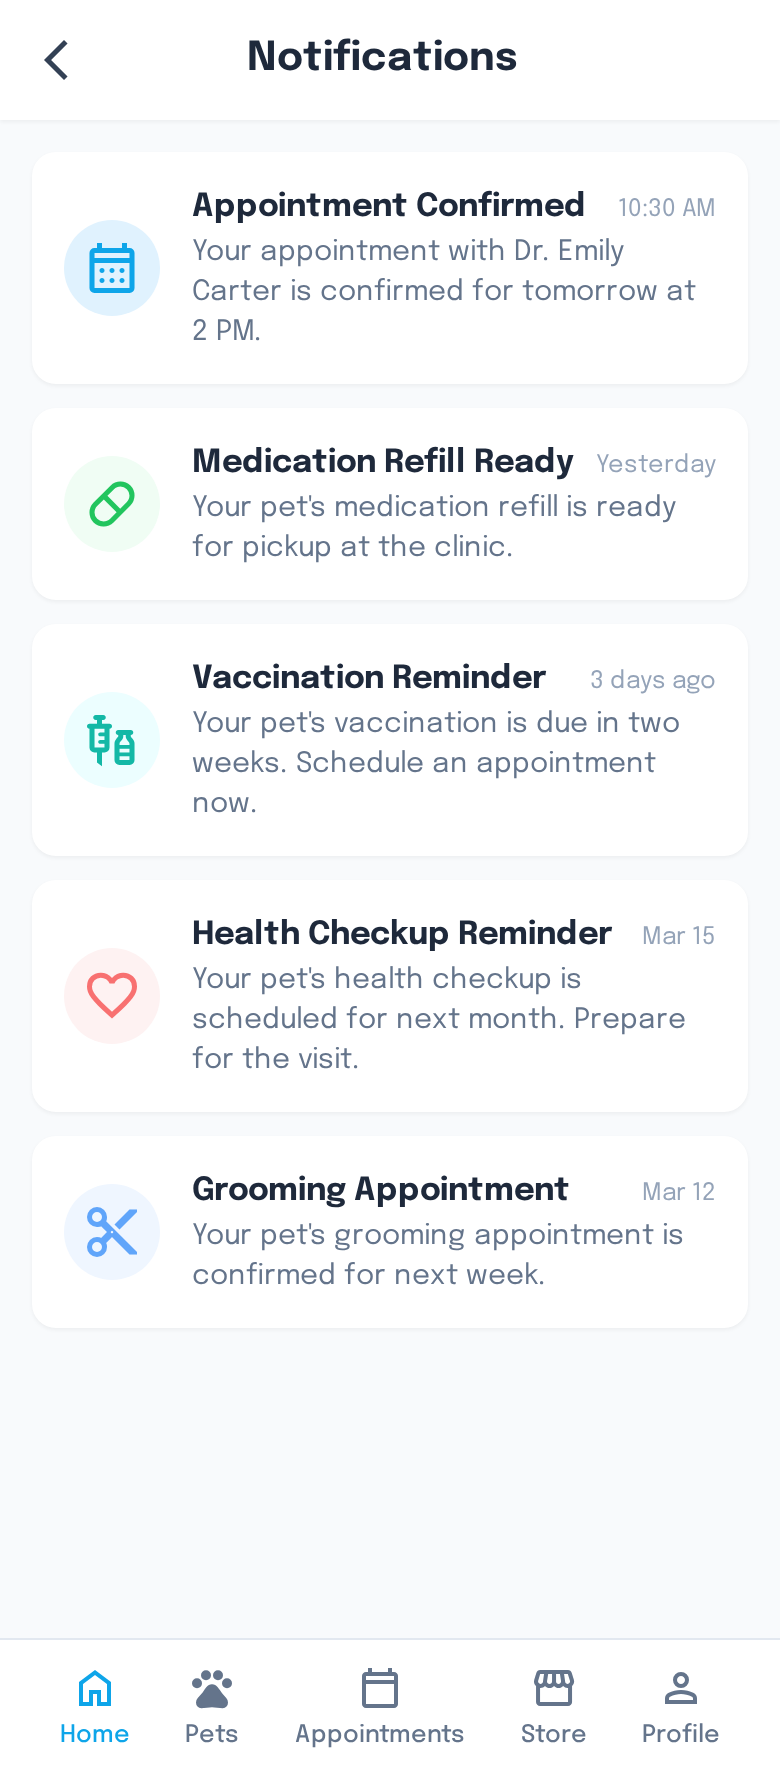 Notifications
Appointment Confirmed 10:30 AM
Your appointment with Dr. Emily
Carter is confirmed for tomorrow at
2 PM.
Medication Refill Ready Yesterday
Your pet's medication refill is ready
for pickup at the clinic.
Vaccination Reminder 3 days ago
Your pet's vaccination is due in two
weeks. Schedule an appointment
now.
Health Checkup Reminder Mar 15
Your pet's health checkup is
scheduled for next month. Prepare
for the visit.
Grooming Appointment Mar 12
Your pet's grooming appointment is
confirmed for next week.
Home Pets Appointments Store Profile